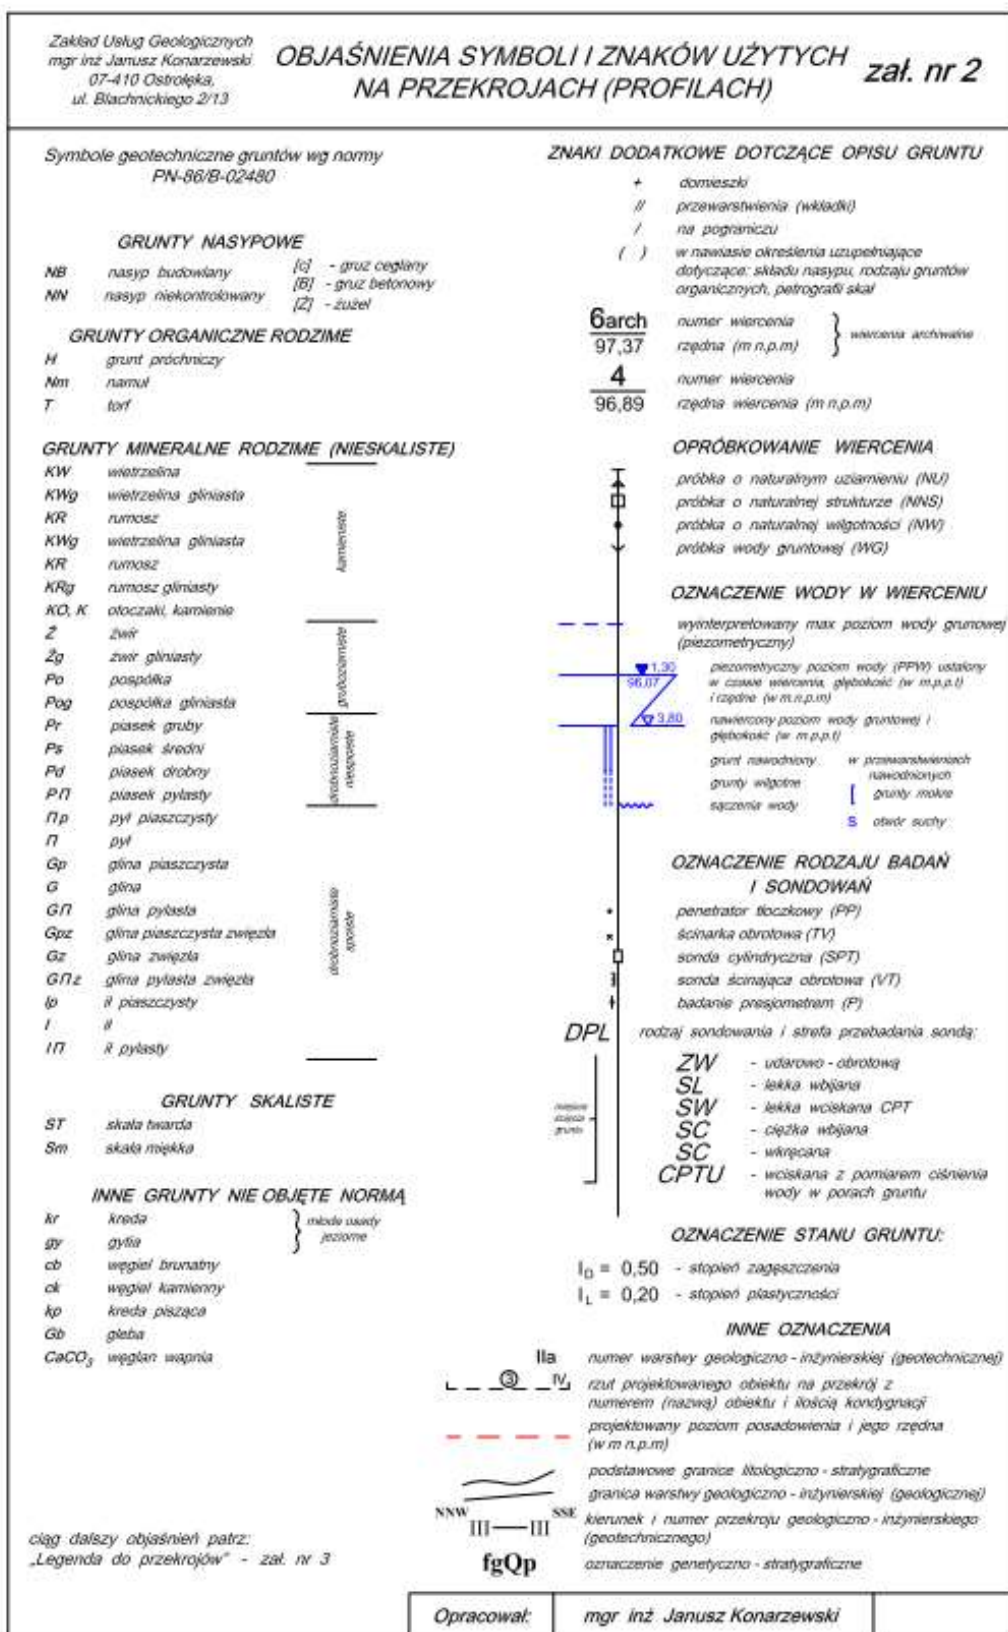 Zakład Usług Geologicznych
mgr inż Janusz Konarzewski
07-410 Ostrołęka,
ul. Blachnickiego 2/13
OBJAŚNIENIA SYMBOLI I ZNAKÓW UŻYTYCH
NA PRZEKROJACH (PROFILACH)
zał. nr 2
Symbole geotechniczne gruntów wg normy
PN-86/B-02480
GRUNTY NASYPOWE
NB nasyp budowlany
NN nasyp niekontrolowany
[c] - gruz ceglany
[B] - gruz betonowy
[Ż] - żużel
GRUNTY ORGANICZNE RODZIME
H grunt próchniczy
Nm namuł
T torf
GRUNTY MINERALNE RODZIME (NIESKALISTE)
KW wietrzelina
KWg wietrzelina gliniasta
KR rumosz
KWg wietrzelina gliniasta
KR rumosz
KRg rumosz gliniasty
KO, K otoczaki, kamienie
kamieniste
Ż żwir
Żg żwir gliniasty
Po pospółka
Pog pospółka gliniasta
gruboziarniste
Pr piasek gruby
Ps piasek średni
Pd piasek drobny
PΠ piasek pylasty
drobnoziarniste
niespoiste
Πp pył piaszczysty
Π pył
Gp glina piaszczysta
G glina
GΠ glina pylasta
Gpz glina piaszczysta zwięzła
Gz glina zwięzła
GΠz glina pylasta zwięzła
Ip ił piaszczysty
I ił
IΠ ił pylasty
drobnoziarniste
spoiste
GRUNTY SKALISTE
ST skała twarda
Sm skała miękka
INNE GRUNTY NIE OBJĘTE NORMĄ
kr kreda
gy gytia
młode osady
jeziorne
cb węgiel brunatny
ck węgiel kamienny
kp kreda pisząca
Gb gleba
CaCO3 węglan wapnia
ciąg dalszy objaśnień patrz:
„Legenda do przekrojów" - zał. nr 3
ZNAKI DODATKOWE DOTCZĄCE OPISU GRUNTU
+ domieszki
// przewarstwienia (wkładki)
/ na pograniczu
( ) w nawiasie określenia uzupełniające
dotyczące: składu nasypu, rodzaju gruntów
organicznych, petrografii skał
6arch numer wiercenia
97,37 rzędna (m n.p.m)
wiercenia archiwalne
4 numer wiercenia
96,89 rzędna wiercenia (m n.p.m)
OPRÓBKOWANIE WIERCENIA
próbka o naturalnym uziarnieniu (NU)
próbka o naturalnej strukturze (NNS)
próbka o naturalnej wilgotności (NW)
próbka wody gruntowej (WG)
OZNACZENIE WODY W WIERCENIU
wyinterpretowany max poziom wody grunowej
(piezometryczny)
1,30
96,07
piezometryczny poziom wody (PPW) ustalony
w czasie wiercenia, głębokość (w m.p.p.t)
i rzędne (w m.n.p.m)
3,80
nawiercony poziom wody gruntowej i
głębokość (w m.p.p.t)
grunt nawodniony
grunty wilgotne
sączenia wody
w przewarstwieniach
nawodnionych
[ grunty mokre
S otwór suchy
OZNACZENIE RODZAJU BADAŃ
I SONDOWAŃ
penetrator tłoczkowy (PP)
ścinarka obrotowa (TV)
sonda cylindryczna (SPT)
sonda ścinająca obrotowa (VT)
badanie presjometrem (P)
DPL rodzaj sondowania i strefa przebadania sondą:
miejsce
ścięcia
gruntu
ZW - udarowo - obrotową
SL - lekka wbijana
SW - lekka wciskana CPT
SC - ciężka wbijana
SC - wkręcana
CPTU - wciskana z pomiarem ciśnienia
wody w porach gruntu
OZNACZENIE STANU GRUNTU:
ID = 0,50 - stopień zagęszczenia
IL = 0,20 - stopień plastyczności
INNE OZNACZENIA
IIa numer warstwy geologiczno - inżynierskiej (geotechnicznej)
3 IV rzut projektowanego obiektu na przekrój z
numerem (nazwą) obiektu i ilością kondygnacji
projektowany poziom posadowienia i jego rzędna
(w m n.p.m)
podstawowe granice litologiczno - stratygraficzne
granica warstwy geologiczno - inżynierskiej (geologicznej)
NNW III — III SSE kierunek i numer przekroju geologiczno - inżynierskiego
(geotechnicznego)
fgQp oznaczenie genetyczno - stratygraficzne
Opracował: mgr inż Janusz Konarzewski